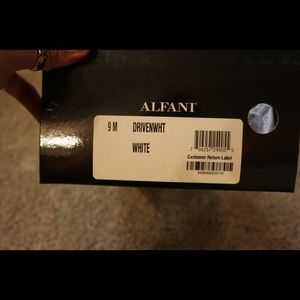 ALFANI
9 M DRIVENWHT
WHITE
Customer Return Label